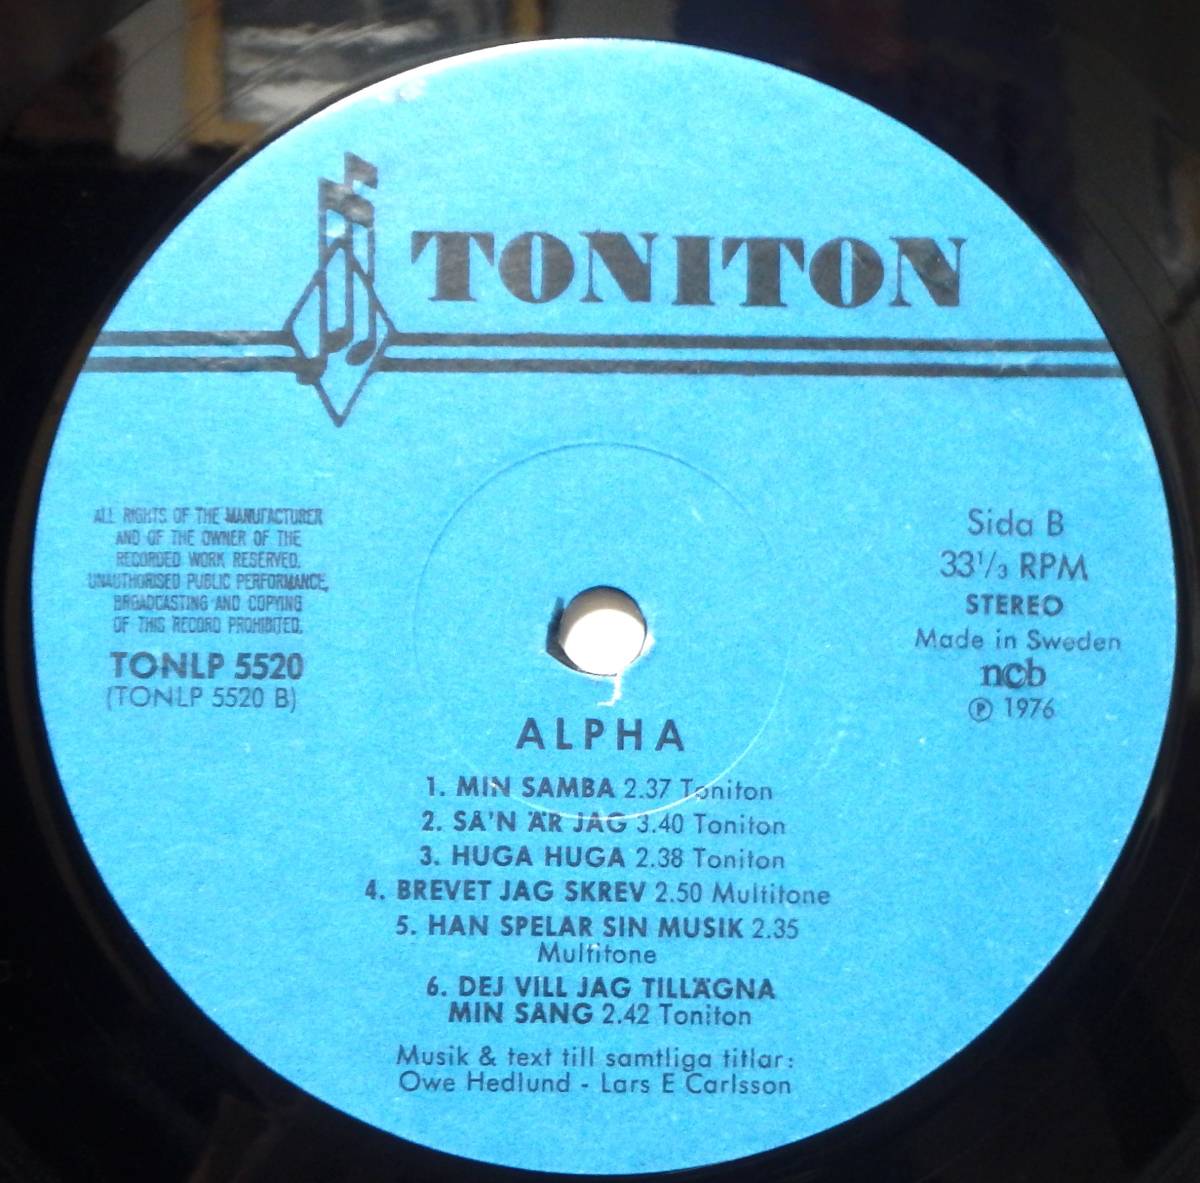 TONITON
ALL RIGHTS OF THE MANUFACTURER
AND OF THE OWNER OF THE
RECORDED WORK RESERVED.
UNAUTHORISED PUBLIC PERFORMANCE,
BROADCASTING AND COPYING
OF THIS RECORD PROHIBITED.
TONLP 5520
(TONLP 5520 B)
Sida B
33 1/3 RPM
STEREO
Made in Sweden
ncb
℗ 1976
ALPHA
1. MIN SAMBA 2.37 Toniton
2. SÅ'N ÄR JAG 3.40 Toniton
3. HUGA HUGA 2.38 Toniton
4. BREVET JAG SKREV 2.50 Multitone
5. HAN SPELAR SIN MUSIK 2.35
Multitone
6. DEJ VILL JAG TILLÄGNA
MIN SÅNG 2.42 Toniton
Musik & text till samtliga titlar:
Owe Hedlund - Lars E Carlsson